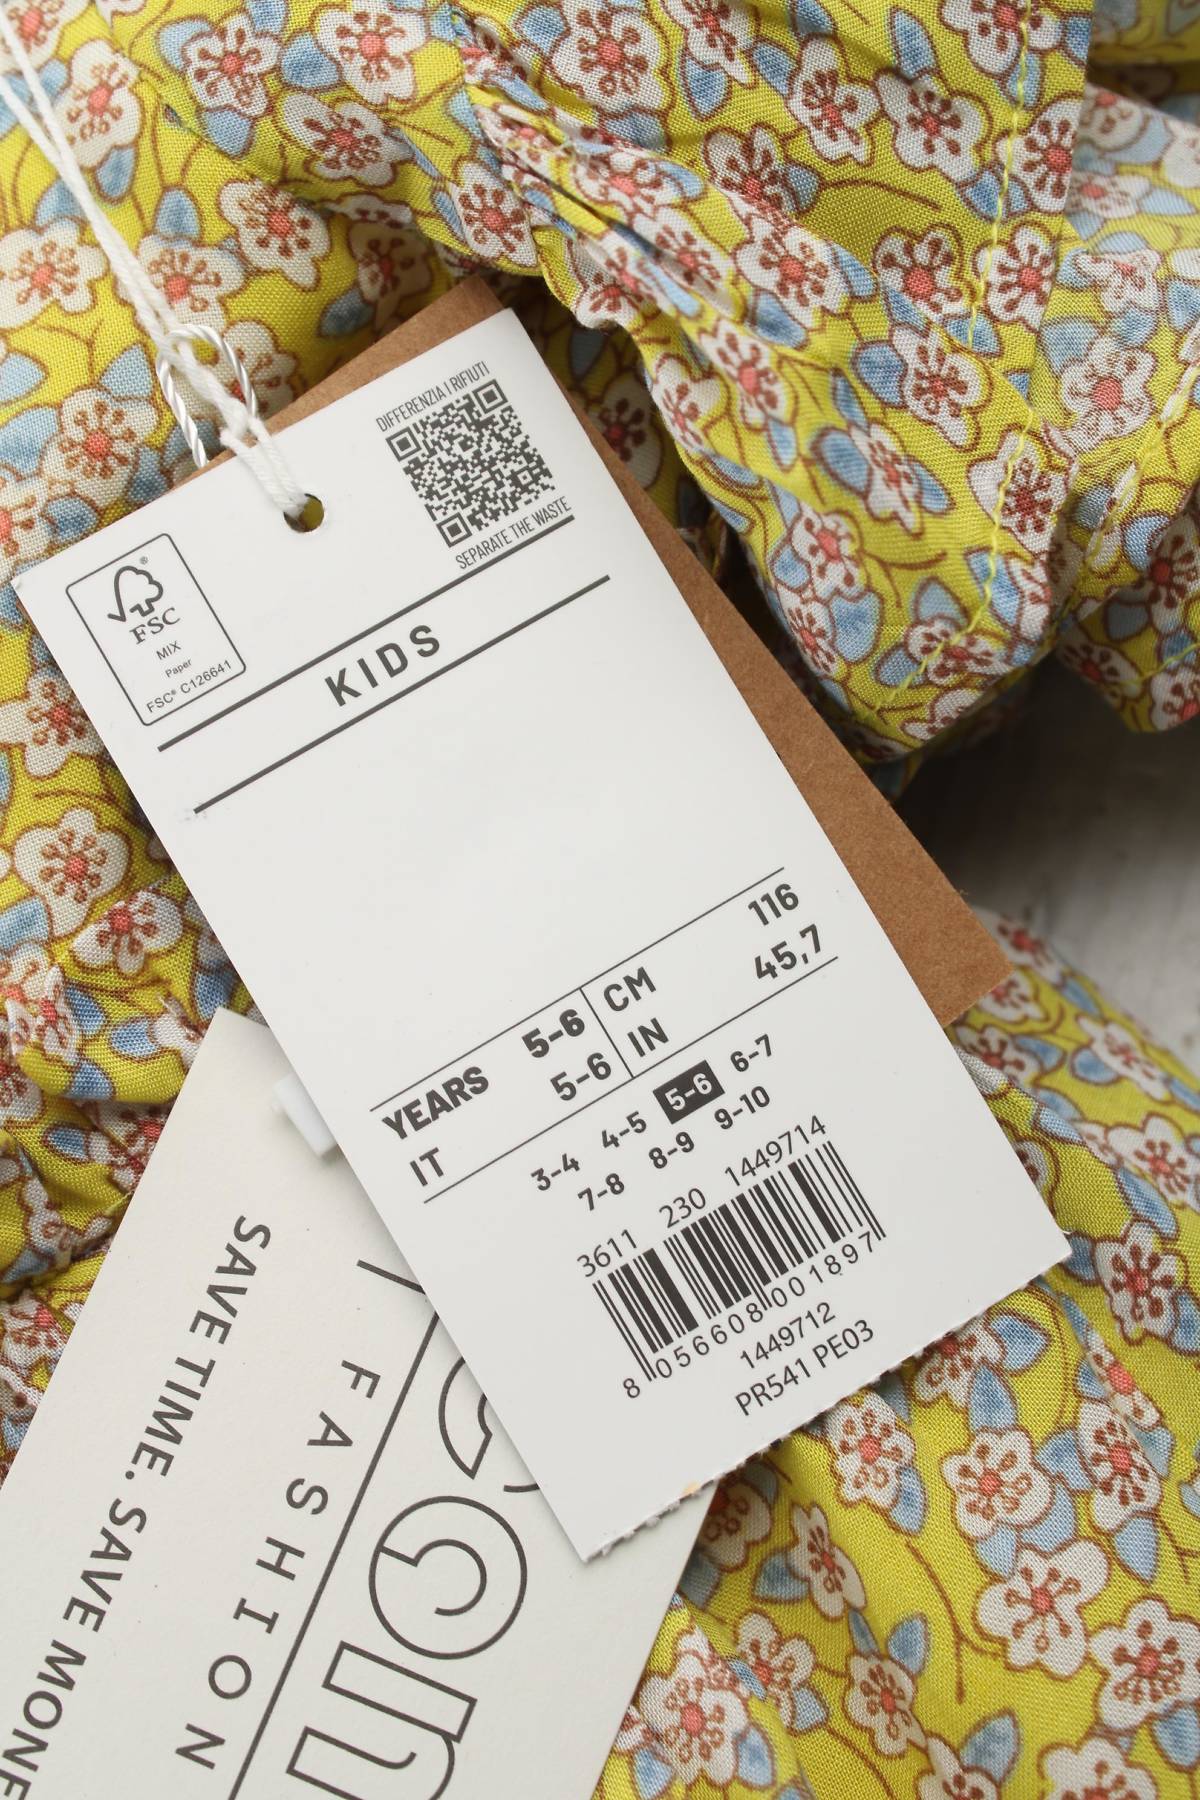 DIFFERENZIA I RIFIUTI
SEPARATE THE WASTE
FSC®
MIX
Paper
FSC® C126641
KIDS
YEARS 5-6 CM 116
IT 5-6 IN 45,7
3-4 4-5 5-6 6-7
7-8 8-9 9-10
3611 230 1449714
8 056608 001897
1449712
PR541 PE03
FASHION
SAVE TIME. SAVE